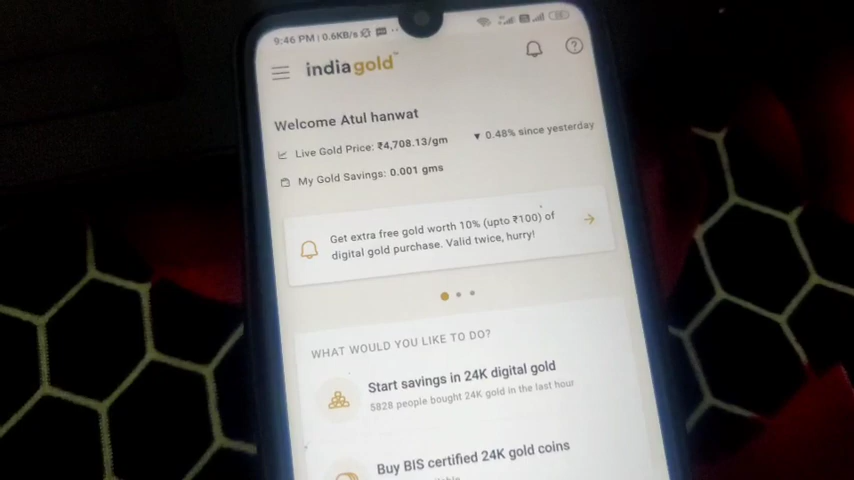 9:46 PM | 0.6KB/s
indiagold™
Welcome Atul hanwat
Live Gold Price: ₹4,708.13/gm
▼ 0.48% since yesterday
My Gold Savings: 0.001 gms
Get extra free gold worth 10% (upto ₹100) of
digital gold purchase. Valid twice, hurry!
WHAT WOULD YOU LIKE TO DO?
Start savings in 24K digital gold
5828 people bought 24K gold in the last hour
Buy BIS certified 24K gold coins